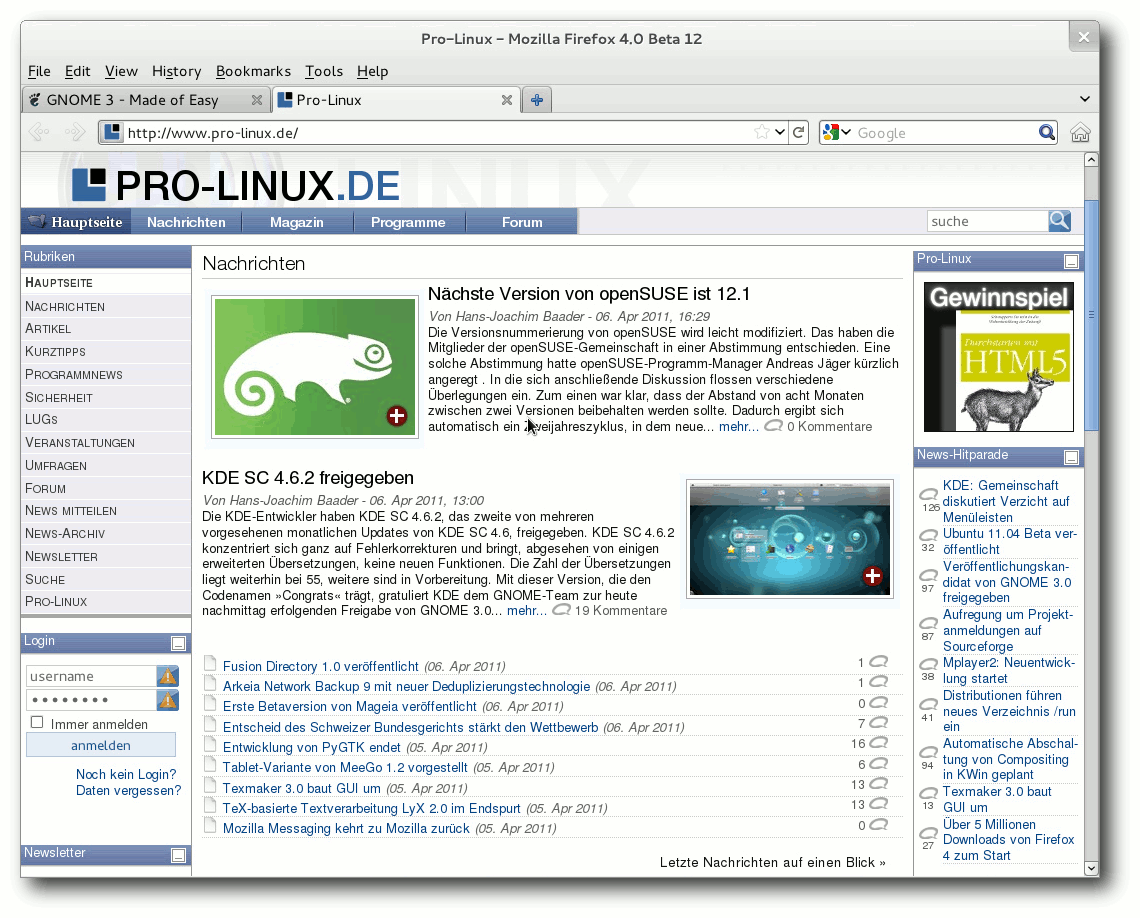 Pro-Linux - Mozilla Firefox 4.0 Beta 12
File Edit View History Bookmarks Tools Help
GNOME 3 - Made of Easy
Pro-Linux
http://www.pro-linux.de/
Google
PRO-LINUX.DE
Hauptseite Nachrichten Magazin Programme Forum
suche
Rubriken
HAUPTSEITE
NACHRICHTEN
ARTIKEL
KURZTIPPS
PROGRAMMNEWS
SICHERHEIT
LUGS
VERANSTALTUNGEN
UMFRAGEN
FORUM
NEWS MITTEILEN
NEWS-ARCHIV
NEWSLETTER
SUCHE
PRO-LINUX
Login
username
Immer anmelden
anmelden
Noch kein Login?
Daten vergessen?
Newsletter
Nachrichten
Nächste Version von openSUSE ist 12.1
Von Hans-Joachim Baader - 06. Apr 2011, 16:29
Die Versionsnummerierung von openSUSE wird leicht modifiziert. Das haben die
Mitglieder der openSUSE-Gemeinschaft in einer Abstimmung entschieden. Eine
solche Abstimmung hatte openSUSE-Programm-Manager Andreas Jäger kürzlich
angeregt . In die sich anschließende Diskussion flossen verschiedene
Überlegungen ein. Zum einen war klar, dass der Abstand von acht Monaten
zwischen zwei Versionen beibehalten werden sollte. Dadurch ergibt sich
automatisch ein Zweijahreszyklus, in dem neue... mehr... 0 Kommentare
KDE SC 4.6.2 freigegeben
Von Hans-Joachim Baader - 06. Apr 2011, 13:00
Die KDE-Entwickler haben KDE SC 4.6.2, das zweite von mehreren
vorgesehenen monatlichen Updates von KDE SC 4.6, freigegeben. KDE SC 4.6.2
konzentriert sich ganz auf Fehlerkorrekturen und bringt, abgesehen von einigen
erweiterten Übersetzungen, keine neuen Funktionen. Die Zahl der Übersetzungen
liegt weiterhin bei 55, weitere sind in Vorbereitung. Mit dieser Version, die den
Codenamen »Congrats« trägt, gratuliert KDE dem GNOME-Team zur heute
nachmittag erfolgenden Freigabe von GNOME 3.0... mehr... 19 Kommentare
Fusion Directory 1.0 veröffentlicht (06. Apr 2011) 1
Arkeia Network Backup 9 mit neuer Deduplizierungstechnologie (06. Apr 2011) 1
Erste Betaversion von Mageia veröffentlicht (06. Apr 2011) 0
Entscheid des Schweizer Bundesgerichts stärkt den Wettbewerb (06. Apr 2011) 7
Entwicklung von PyGTK endet (05. Apr 2011) 16
Tablet-Variante von MeeGo 1.2 vorgestellt (05. Apr 2011) 6
Texmaker 3.0 baut GUI um (05. Apr 2011) 13
TeX-basierte Textverarbeitung LyX 2.0 im Endspurt (05. Apr 2011) 13
Mozilla Messaging kehrt zu Mozilla zurück (05. Apr 2011) 0
Letzte Nachrichten auf einen Blick »
Pro-Linux
Gewinnspiel
Durchstarten mit
HTML5
News-Hitparade
KDE: Gemeinschaft
diskutiert Verzicht auf
Menüleisten
126
Ubuntu 11.04 Beta ver-
öffentlicht
32
Veröffentlichungskan-
didat von GNOME 3.0
freigegeben
97
Aufregung um Projekt-
anmeldungen auf
Sourceforge
87
Mplayer2: Neuentwick-
lung startet
38
Distributionen führen
neues Verzeichnis /run
ein
41
Automatische Abschal-
tung von Compositing
in KWin geplant
94
Texmaker 3.0 baut
GUI um
13
Über 5 Millionen
Downloads von Firefox
4 zum Start
27